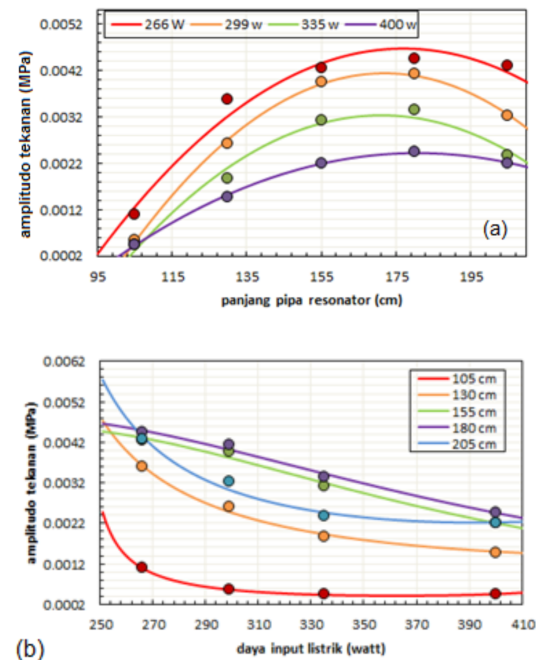 amplitudo tekanan (MPa)
0.0052
0.0042
0.0032
0.0022
0.0012
0.0002
266 W 299 w 335 w 400 w
(a)
95 115 135 155 175 195
panjang pipa resonator (cm)
amplitudo tekanan (MPa)
0.0062
0.0052
0.0042
0.0032
0.0022
0.0012
0.0002
105 cm
130 cm
155 cm
180 cm
205 cm
250 270 290 310 330 350 370 390 410
daya input listrik (watt)
(b)